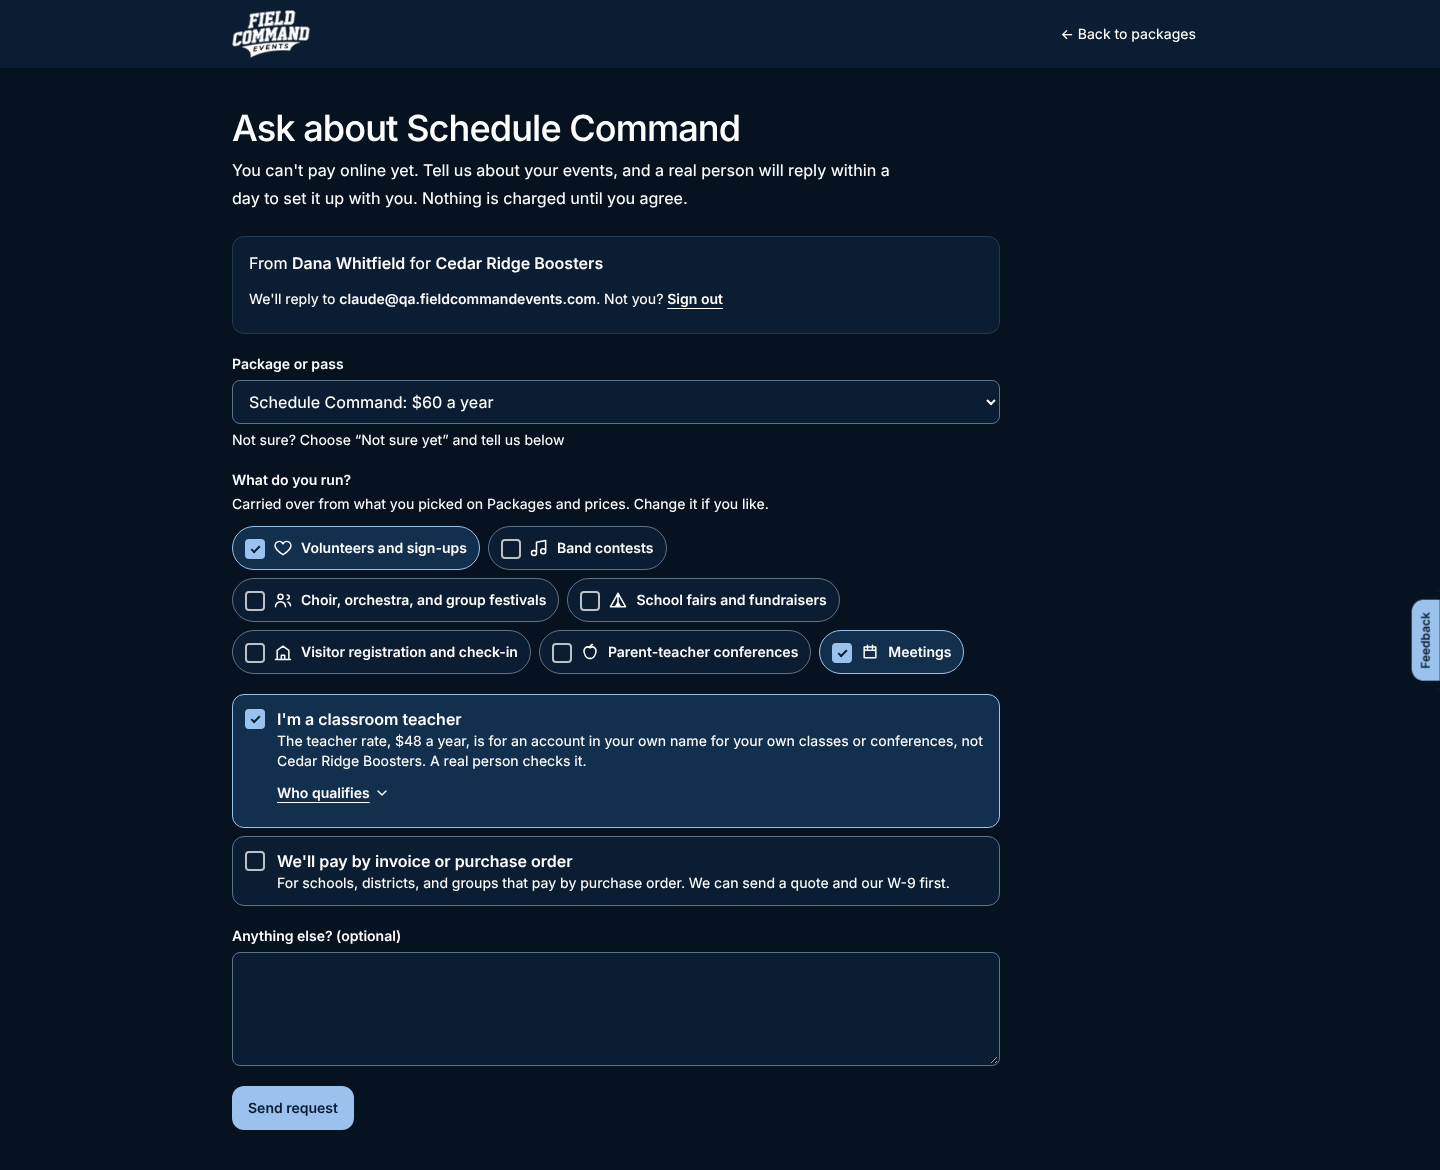 FIELD
COMMAND
EVENTS
← Back to packages
Ask about Schedule Command
You can't pay online yet. Tell us about your events, and a real person will reply within a
day to set it up with you. Nothing is charged until you agree.
From Dana Whitfield for Cedar Ridge Boosters
We'll reply to claude@qa.fieldcommandevents.com. Not you? Sign out
Package or pass
Schedule Command: $60 a year
Not sure? Choose “Not sure yet” and tell us below
What do you run?
Carried over from what you picked on Packages and prices. Change it if you like.
Volunteers and sign-ups
Band contests
Choir, orchestra, and group festivals
School fairs and fundraisers
Visitor registration and check-in
Parent-teacher conferences
Meetings
Feedback
I'm a classroom teacher
The teacher rate, $48 a year, is for an account in your own name for your own classes or conferences, not
Cedar Ridge Boosters. A real person checks it.
Who qualifies
We'll pay by invoice or purchase order
For schools, districts, and groups that pay by purchase order. We can send a quote and our W-9 first.
Anything else? (optional)
Send request